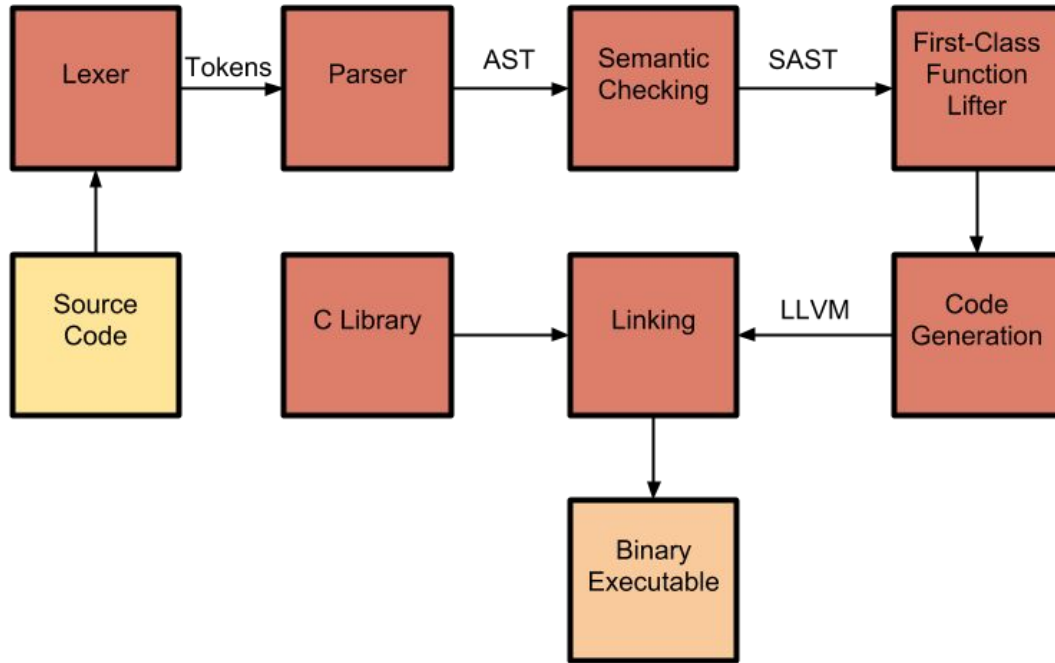 Lexer
Tokens
Parser
AST
Semantic
Checking
SAST
First-Class
Function
Lifter
Source
Code
C Library
Linking
LLVM
Code
Generation
Binary
Executable